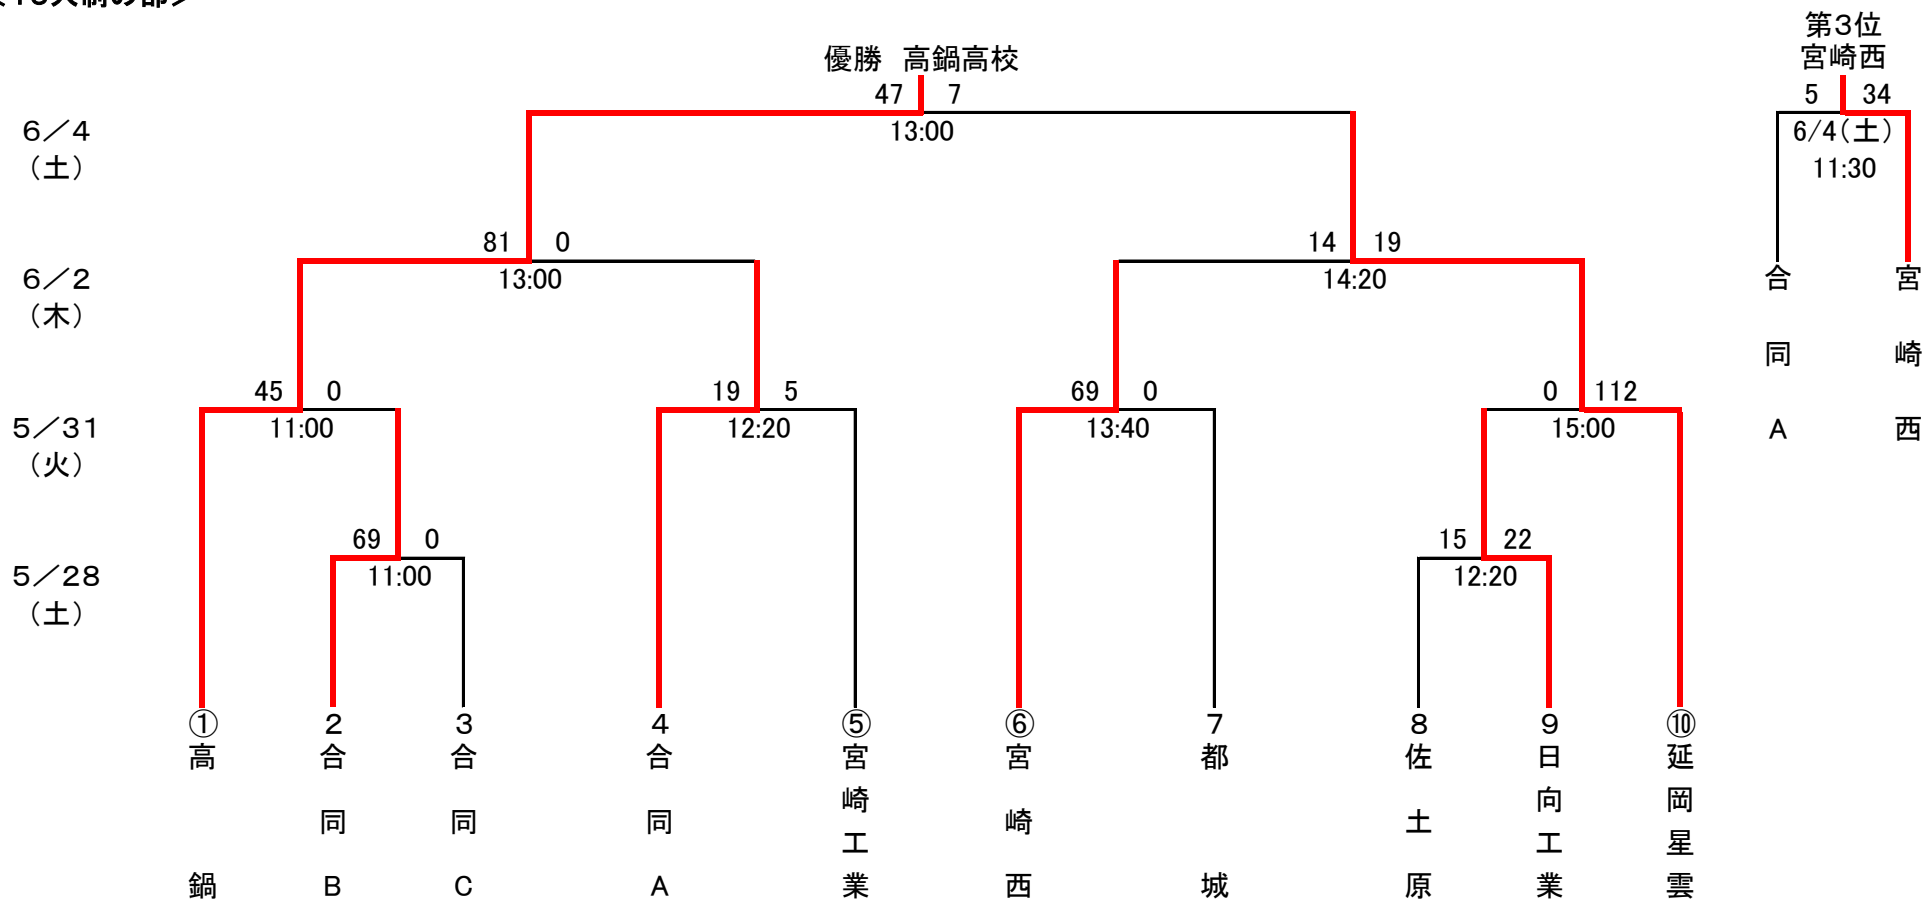 優勝 高鍋高校
47 7
13:00
第3位
宮崎西
5 34
6/4(土)
11:30
合同A
宮崎西
6／4
（土）
81 0
13:00
14 19
14:20
6／2
（木）
45 0
11:00
19 5
12:20
69 0
13:40
0 112
15:00
5／31
（火）
69 0
11:00
15 22
12:20
5／28
（土）
①
高鍋
2
合同B
3
合同C
4
合同A
⑤
宮崎工業
⑥
宮崎西
7
都城
8
佐土原
9
日向工業
⑩
延岡星雲